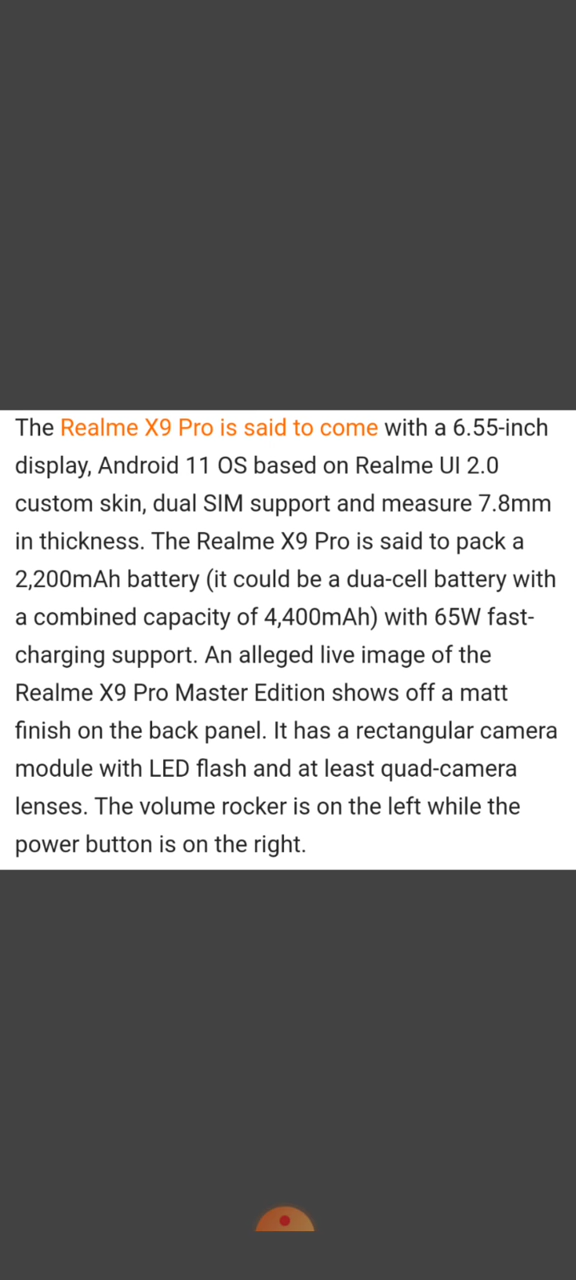 The Realme X9 Pro is said to come with a 6.55-inch
display, Android 11 OS based on Realme UI 2.0
custom skin, dual SIM support and measure 7.8mm
in thickness. The Realme X9 Pro is said to pack a
2,200mAh battery (it could be a dua-cell battery with
a combined capacity of 4,400mAh) with 65W fast-
charging support. An alleged live image of the
Realme X9 Pro Master Edition shows off a matt
finish on the back panel. It has a rectangular camera
module with LED flash and at least quad-camera
lenses. The volume rocker is on the left while the
power button is on the right.